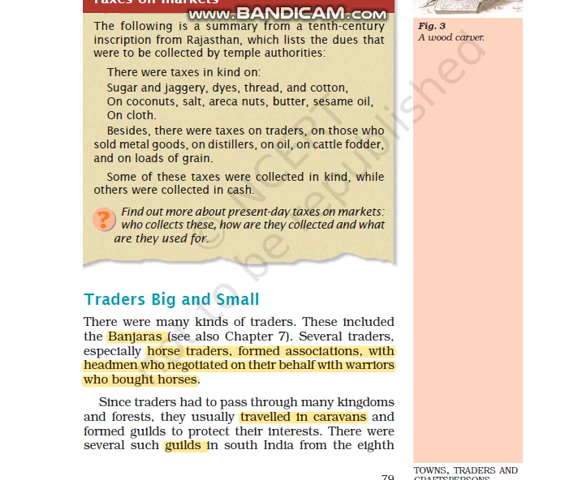 Taxes on markets
www.BANDICAM.com
The following is a summary from a tenth-century
inscription from Rajasthan, which lists the dues that
were to be collected by temple authorities:
There were taxes in kind on:
Sugar and jaggery, dyes, thread, and cotton,
On coconuts, salt, areca nuts, butter, sesame oil,
On cloth.
Besides, there were taxes on traders, on those who
sold metal goods, on distillers, on oil, on cattle fodder,
and on loads of grain.
Some of these taxes were collected in kind, while
others were collected in cash.
? Find out more about present-day taxes on markets:
who collects these, how are they collected and what
are they used for.
Fig. 3
A wood carver.
© NCERT
not to be republished
Traders Big and Small
There were many kinds of traders. These included
the Banjaras (see also Chapter 7). Several traders,
especially horse traders, formed associations, with
headmen who negotiated on their behalf with warriors
who bought horses.
Since traders had to pass through many kingdoms
and forests, they usually travelled in caravans and
formed guilds to protect their interests. There were
several such guilds in south India from the eighth
79
TOWNS, TRADERS AND
CRAFTSPERSONS